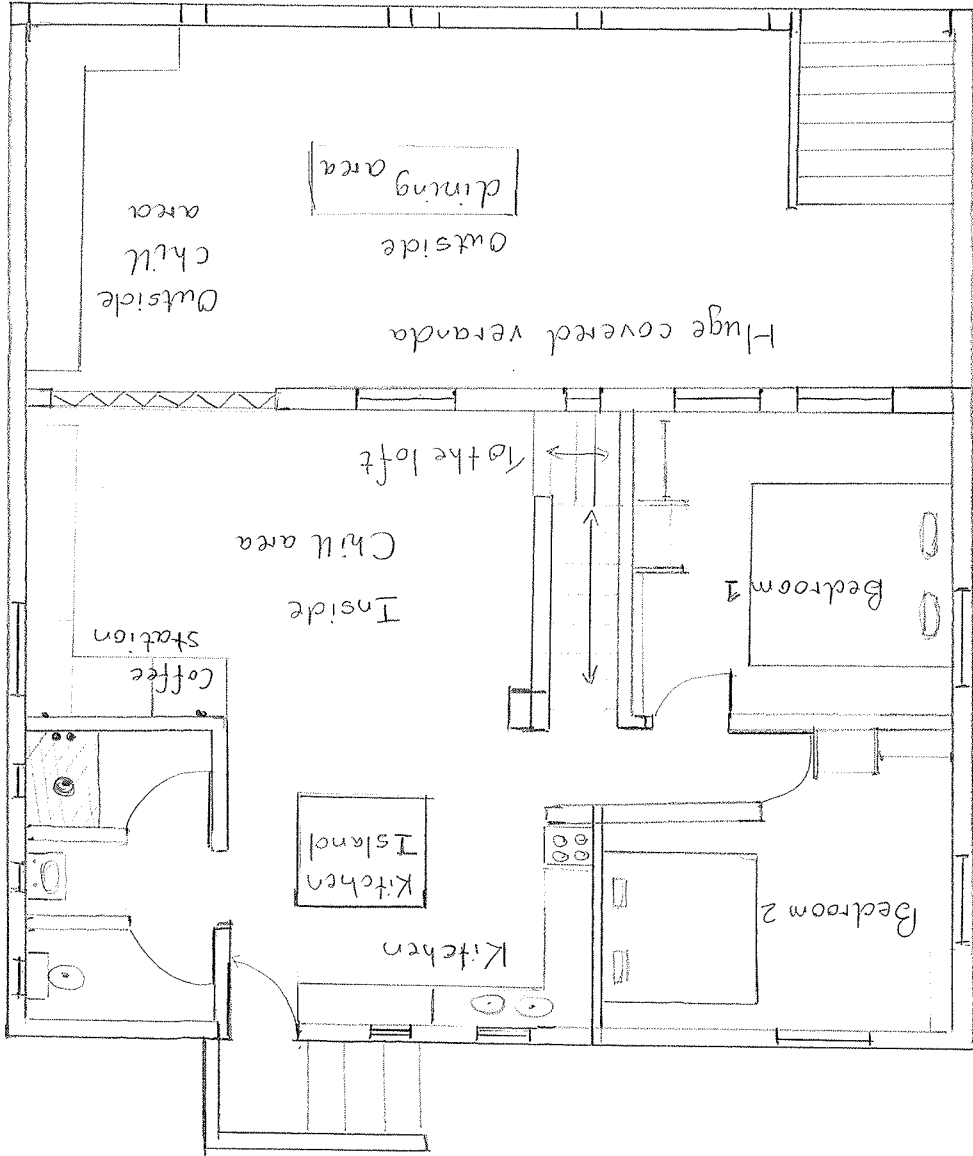 Kitchen
Bedroom 2
Kitchen
Island
Coffee
station
Bedroom 1
Inside
Chill area
To the loft
Huge covered veranda
Outside
dining
area
Outside
chill
area